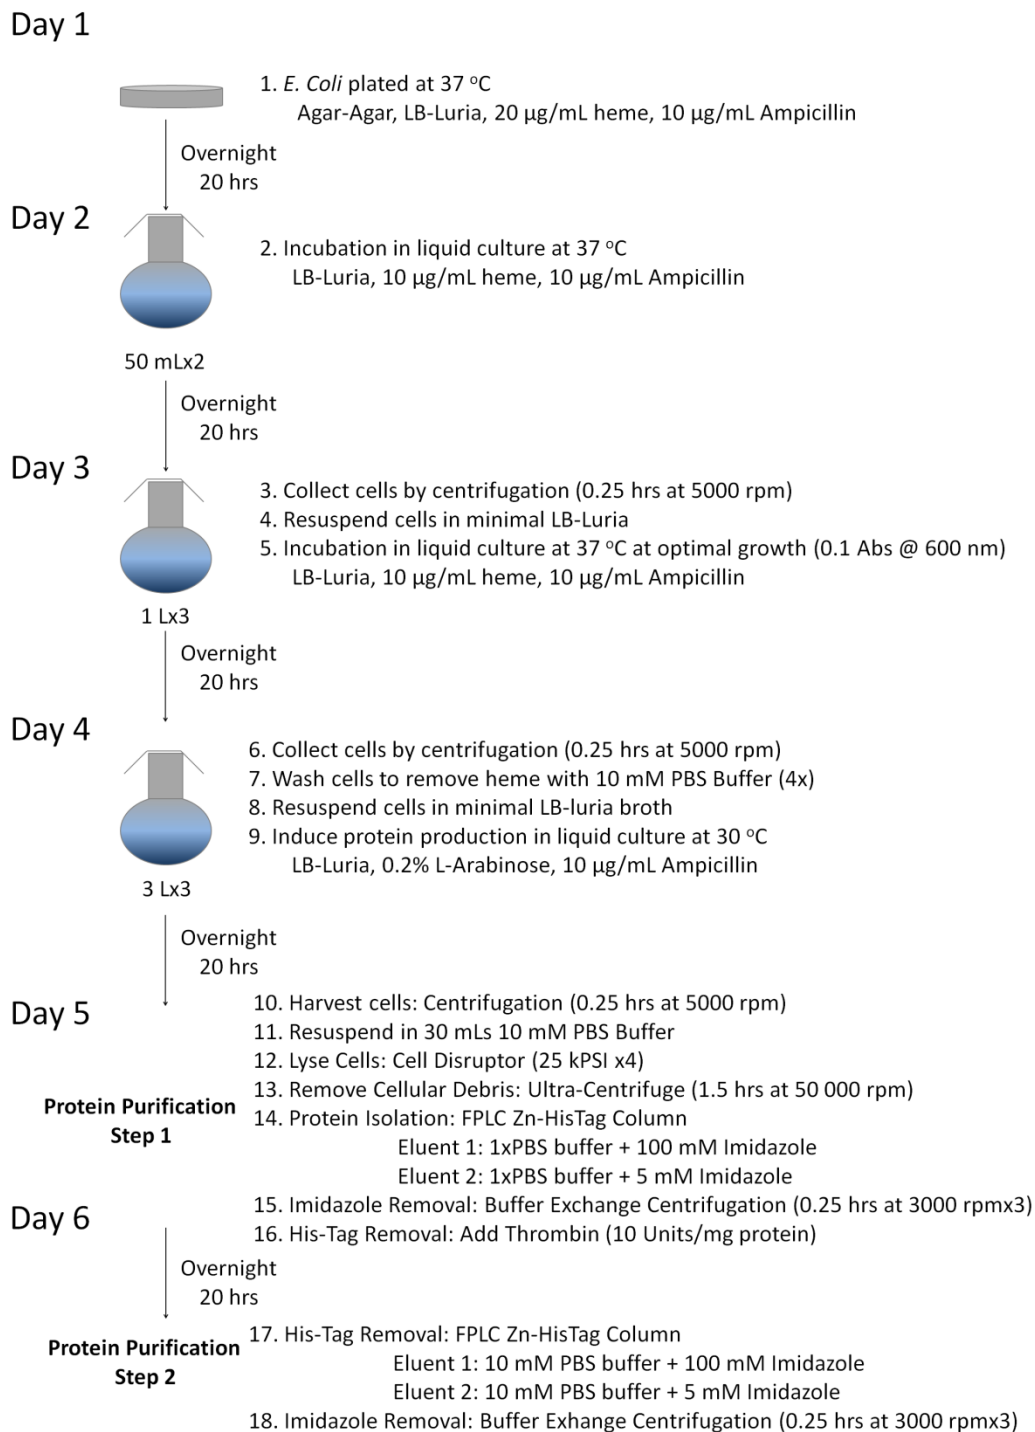 Day 1
1. E. Coli plated at 37 °C
Agar-Agar, LB-Luria, 20 µg/mL heme, 10 µg/mL Ampicillin
Overnight
20 hrs
Day 2
2. Incubation in liquid culture at 37 °C
LB-Luria, 10 µg/mL heme, 10 µg/mL Ampicillin
50 mLx2
Overnight
20 hrs
Day 3
3. Collect cells by centrifugation (0.25 hrs at 5000 rpm)
4. Resuspend cells in minimal LB-Luria
5. Incubation in liquid culture at 37 °C at optimal growth (0.1 Abs @ 600 nm)
LB-Luria, 10 µg/mL heme, 10 µg/mL Ampicillin
1 Lx3
Overnight
20 hrs
Day 4
6. Collect cells by centrifugation (0.25 hrs at 5000 rpm)
7. Wash cells to remove heme with 10 mM PBS Buffer (4x)
8. Resuspend cells in minimal LB-luria broth
9. Induce protein production in liquid culture at 30 °C
LB-Luria, 0.2% L-Arabinose, 10 µg/mL Ampicillin
3 Lx3
Overnight
20 hrs
Day 5
10. Harvest cells: Centrifugation (0.25 hrs at 5000 rpm)
11. Resuspend in 30 mLs 10 mM PBS Buffer
12. Lyse Cells: Cell Disruptor (25 kPSI x4)
13. Remove Cellular Debris: Ultra-Centrifuge (1.5 hrs at 50 000 rpm)
Protein Purification
Step 1
14. Protein Isolation: FPLC Zn-HisTag Column
Eluent 1: 1xPBS buffer + 100 mM Imidazole
Eluent 2: 1xPBS buffer + 5 mM Imidazole
15. Imidazole Removal: Buffer Exchange Centrifugation (0.25 hrs at 3000 rpmx3)
Day 6
16. His-Tag Removal: Add Thrombin (10 Units/mg protein)
Overnight
20 hrs
Protein Purification
Step 2
17. His-Tag Removal: FPLC Zn-HisTag Column
Eluent 1: 10 mM PBS buffer + 100 mM Imidazole
Eluent 2: 10 mM PBS buffer + 5 mM Imidazole
18. Imidazole Removal: Buffer Exhange Centrifugation (0.25 hrs at 3000 rpmx3)